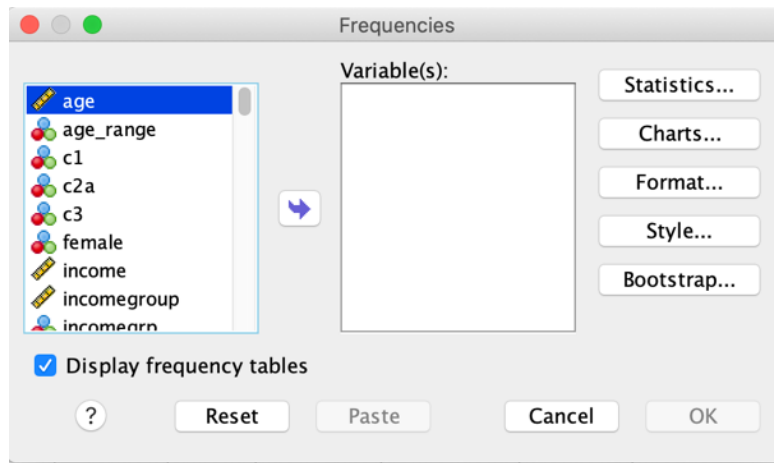 Frequencies
Variable(s):
age
age_range
c1
c2a
c3
female
income
incomegroup
incomegrp
Statistics...
Charts...
Format...
Style...
Bootstrap...
Display frequency tables
?
Reset
Paste
Cancel
OK